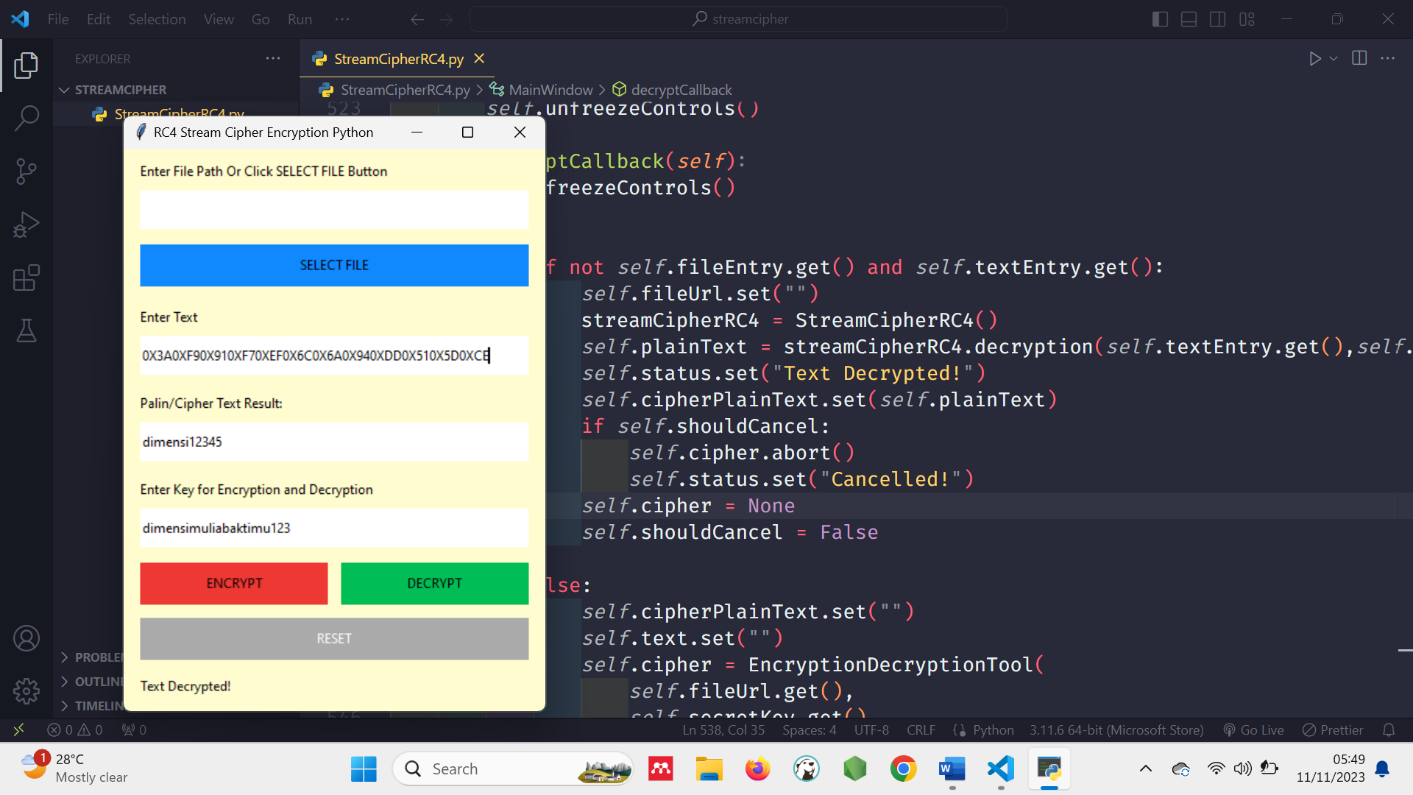 File Edit Selection View Go Run ···
streamcipher
EXPLORER ···
STREAMCIPHER
StreamCipherRC4.py
PROBLE
OUTLIN
TIMELIN
StreamCipherRC4.py
StreamCipherRC4.py > MainWindow > decryptCallback
523 self.unfreezeControls()
ptCallback(self):
freezeControls()
f not self.fileEntry.get() and self.textEntry.get():
self.fileUrl.set("")
streamCipherRC4 = StreamCipherRC4()
self.plainText = streamCipherRC4.decryption(self.textEntry.get(),self.
self.status.set("Text Decrypted!")
self.cipherPlainText.set(self.plainText)
if self.shouldCancel:
self.cipher.abort()
self.status.set("Cancelled!")
self.cipher = None
self.shouldCancel = False
lse:
self.cipherPlainText.set("")
self.text.set("")
self.cipher = EncryptionDecryptionTool(
self.fileUrl.get(),
self.secretKey.get()
RC4 Stream Cipher Encryption Python
Enter File Path Or Click SELECT FILE Button
SELECT FILE
Enter Text
0X3A0XF90X910XF70XEF0X6C0X6A0X940XDD0X510X5D0XCE
Palin/Cipher Text Result:
dimensi12345
Enter Key for Encryption and Decryption
dimensimuliabaktimu123
ENCRYPT DECRYPT
RESET
Text Decrypted!
0 0 0 Ln 538, Col 35 Spaces: 4 UTF-8 CRLF Python 3.11.6 64-bit (Microsoft Store) Go Live Prettier
1 28°C
Mostly clear
Search
05:49
11/11/2023